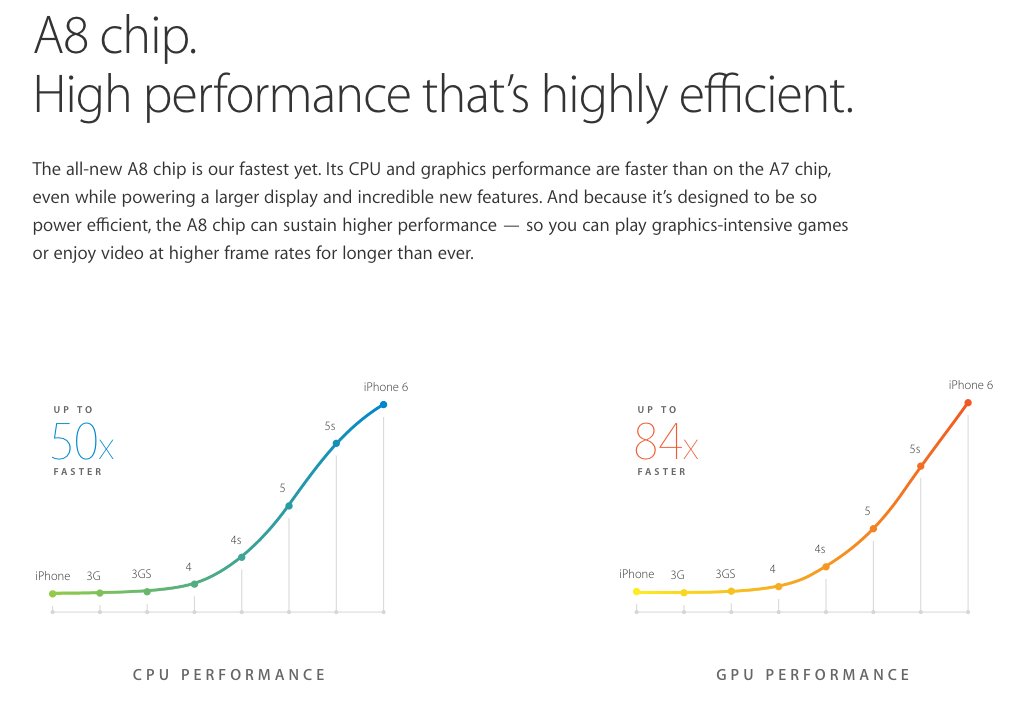 A8 chip.
High performance that’s highly efficient.
The all-new A8 chip is our fastest yet. Its CPU and graphics performance are faster than on the A7 chip,
even while powering a larger display and incredible new features. And because it’s designed to be so
power efficient, the A8 chip can sustain higher performance — so you can play graphics-intensive games
or enjoy video at higher frame rates for longer than ever.
UP TO
50x
FASTER
iPhone
3G
3GS
4
4s
5
5s
iPhone 6
CPU PERFORMANCE
UP TO
84x
FASTER
iPhone
3G
3GS
4
4s
5
5s
iPhone 6
GPU PERFORMANCE